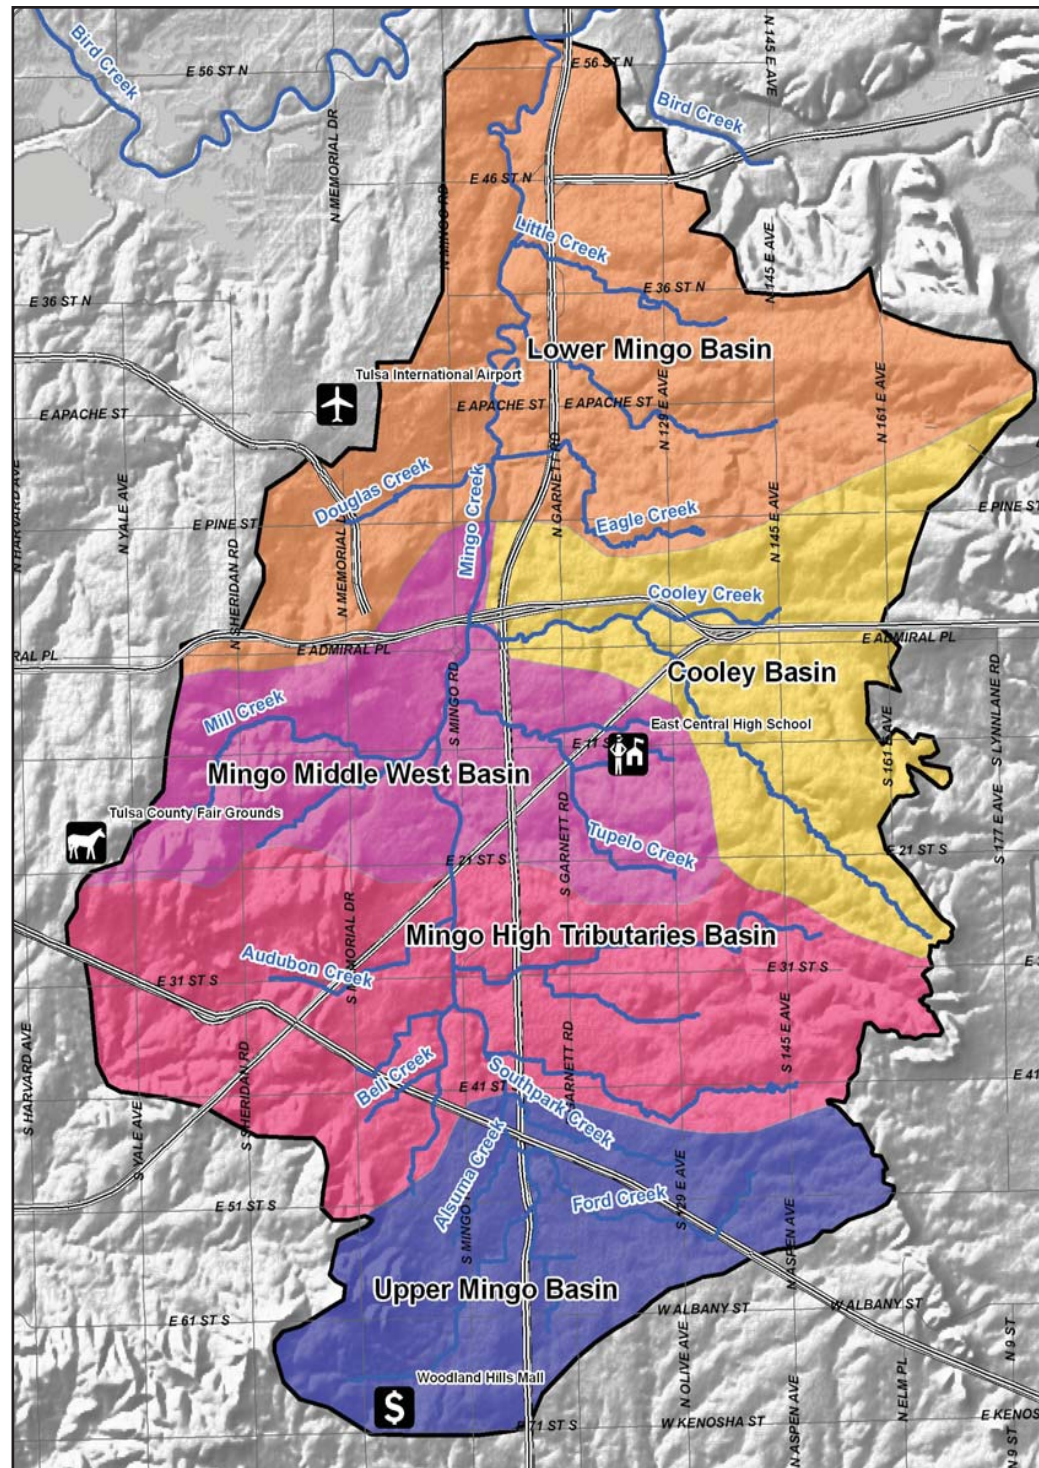 Bird Creek
E 56 ST N
N MEMORIAL DR
N 145 E AVE
E 56 ST N
Bird Creek
E 46 ST N
N MINGO RD
Little Creek
N 145 E AVE
E 36 ST N
E 36 ST N
Lower Mingo Basin
Tulsa International Airport
N 161 E AVE
E APACHE ST
E APACHE ST
E APACHE ST
N 129 E AVE
N HARVARD AVE
N YALE AVE
N GARNETT RD
Douglas Creek
Mingo Creek
Eagle Creek
N 145 E AVE
E PINE ST
E PINE ST
N SHERIDAN RD
N MEMORIAL
Cooley Creek
E ADMIRAL PL
E ADMIRAL PL
RAL PL
Cooley Basin
S MINGO RD
S LYNNLANE RD
Mill Creek
East Central High School
E 11 S
S 161 E AVE
Mingo Middle West Basin
Tulsa County Fair Grounds
S 177 E AVE
S GARNETT RD
Tupelo Creek
E 21 ST S
E 21 ST S
Mingo High Tributaries Basin
S MEMORIAL DR
Audubon Creek
E 31 ST S
E 31 ST S
E 3
S HARVARD AVE
S SHERIDAN RD
S 145 E AVE
ARNETT RD
Bell Creek
Southpark Creek
E 41 ST
E 41
S YALE AVE
Alsuma Creek
Ford Creek
S 129 E AVE
E 51 ST S
S MINGO
N ASPEN AVE
Upper Mingo Basin
W ALBANY ST
W ALBANY ST
E 61 ST S
N OLIVE AVE
N 9 ST
Woodland Hills Mall
N ELM PL
$
E 71 ST S
W KENOSHA ST
N ASPEN AVE
E KENOS
N 9 ST